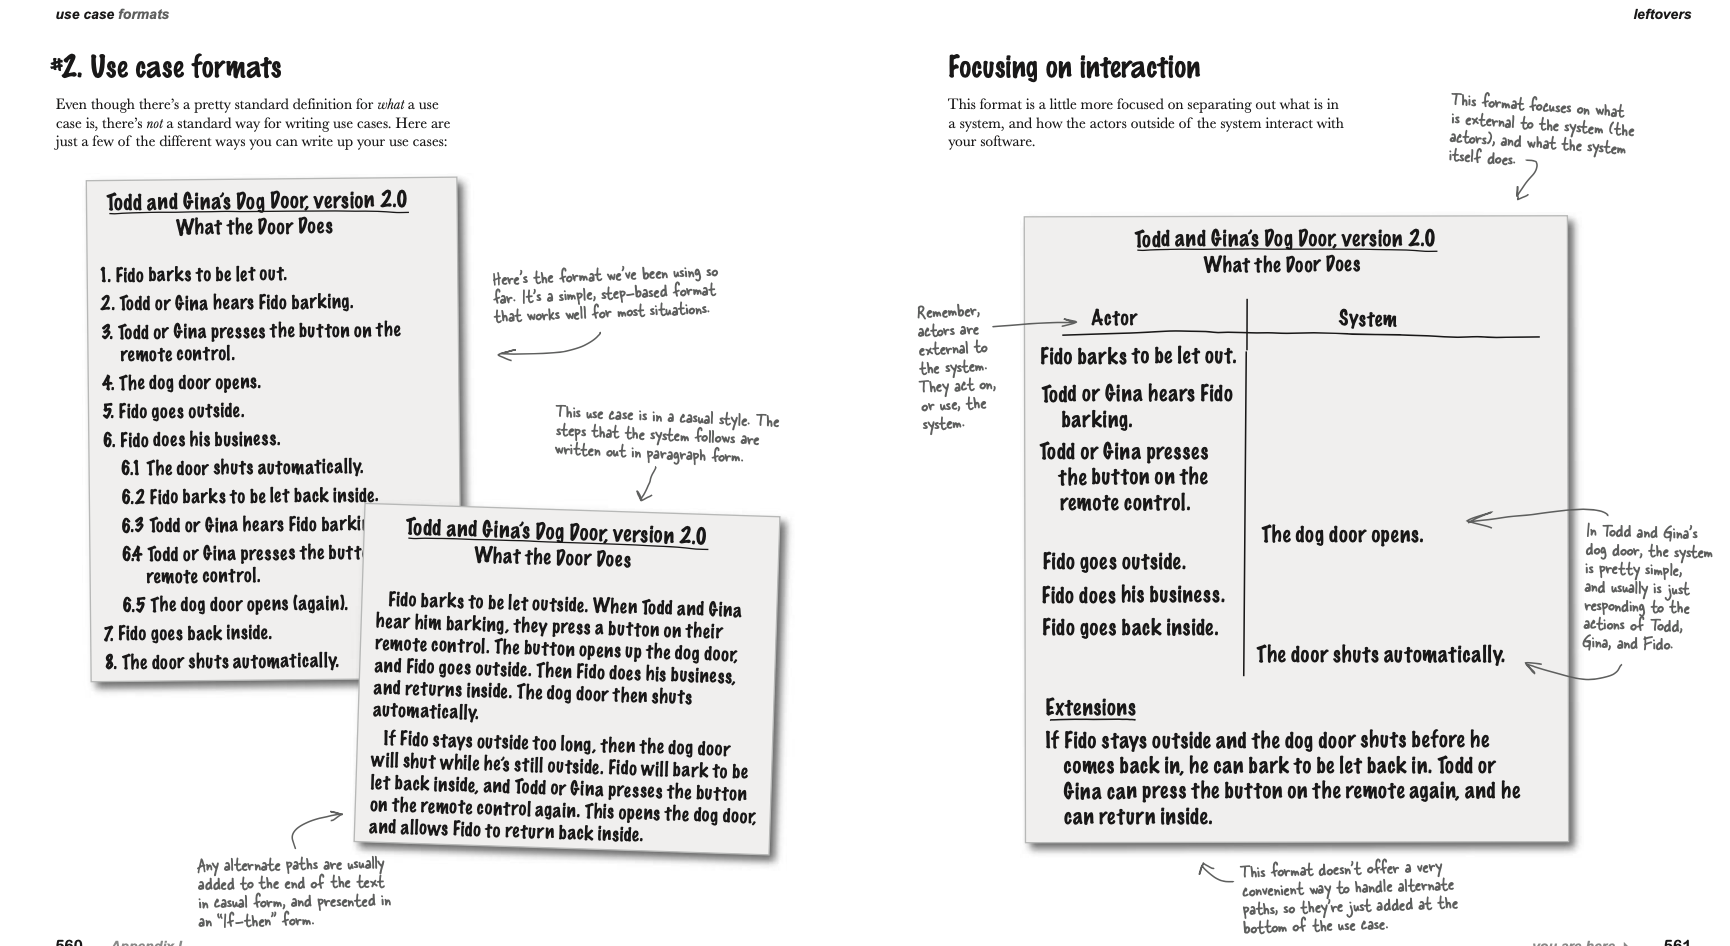 use case formats
#2. Use case formats
Even though there's a pretty standard definition for what a use
case is, there's not a standard way for writing use cases. Here are
just a few of the different ways you can write up your use cases:
Todd and Gina's Dog Door, version 2.0
What the Door Does
1. Fido barks to be let out.
2. Todd or Gina hears Fido barking.
3. Todd or Gina presses the button on the
remote control.
4. The dog door opens.
5. Fido goes outside.
6. Fido does his business.
6.1 The door shuts automatically.
6.2 Fido barks to be let back inside.
6.3 Todd or Gina hears Fido barki
6.4 Todd or Gina presses the butt
remote control.
6.5 The dog door opens (again).
7. Fido goes back inside.
8. The door shuts automatically.
Here's the format we've been using so
far. It's a simple, step-based format
that works well for most situations.
This use case is in a casual style. The
steps that the system follows are
written out in paragraph form.
Todd and Gina's Dog Door, version 2.0
What the Door Does
Fido barks to be let outside. When Todd and Gina
hear him barking, they press a button on their
remote control. The button opens up the dog door,
and Fido goes outside. Then Fido does his business,
and returns inside. The dog door then shuts
automatically.
If Fido stays outside too long, then the dog door
will shut while he's still outside. Fido will bark to be
let back inside, and Todd or Gina presses the button
on the remote control again. This opens the dog door,
and allows Fido to return back inside.
Any alternate paths are usually
added to the end of the text
in casual form, and presented in
an "If-then" form.
560 Appendix I
leftovers
Focusing on interaction
This format is a little more focused on separating out what is in
a system, and how the actors outside of the system interact with
your software.
This format focuses on what
is external to the system (the
actors), and what the system
itself does.
Todd and Gina's Dog Door, version 2.0
What the Door Does
Remember,
actors are
external to
the system.
They act on,
or use, the
system.
Actor
System
Fido barks to be let out.
Todd or Gina hears Fido
barking.
Todd or Gina presses
the button on the
remote control.
The dog door opens.
Fido goes outside.
Fido does his business.
Fido goes back inside.
The door shuts automatically.
In Todd and Gina's
dog door, the system
is pretty simple,
and usually is just
responding to the
actions of Todd,
Gina, and Fido.
Extensions
If Fido stays outside and the dog door shuts before he
comes back in, he can bark to be let back in. Todd or
Gina can press the button on the remote again, and he
can return inside.
This format doesn't offer a very
convenient way to handle alternate
paths, so they're just added at the
bottom of the use case.
you are here 561